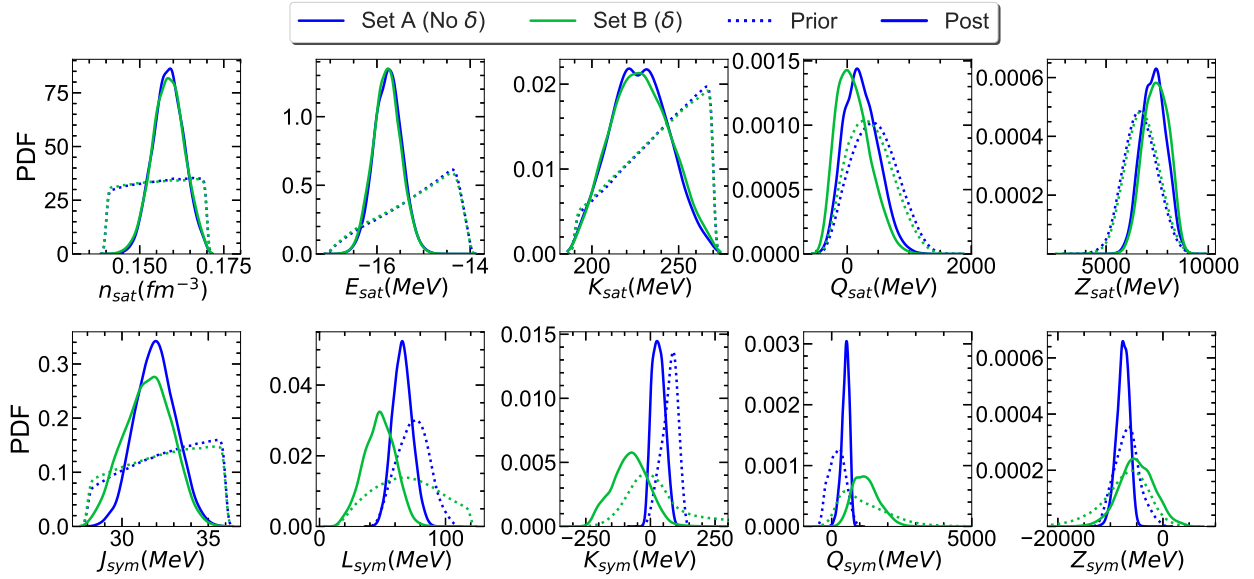 Set A (No δ) Set B (δ) Prior Post
PDF
75 50 25 0
0.150 0.175
n_sat(fm⁻³)
1.0 0.5 0.0
−16 −14
E_sat(MeV)
0.02 0.01 0.00
200 250
K_sat(MeV)
0.0015 0.0010 0.0005 0.0000
0 2000
Q_sat(MeV)
0.0006 0.0004 0.0002
5000 10000
Z_sat(MeV)
PDF
0.3 0.2 0.1 0.0
30 35
J_sym(MeV)
0.04 0.02 0.00
0 100
L_sym(MeV)
0.015 0.010 0.005 0.000
−250 0 250
K_sym(MeV)
0.003 0.002 0.001 0.000
0 5000
Q_sym(MeV)
0.0006 0.0004 0.0002
−20000 0
Z_sym(MeV)